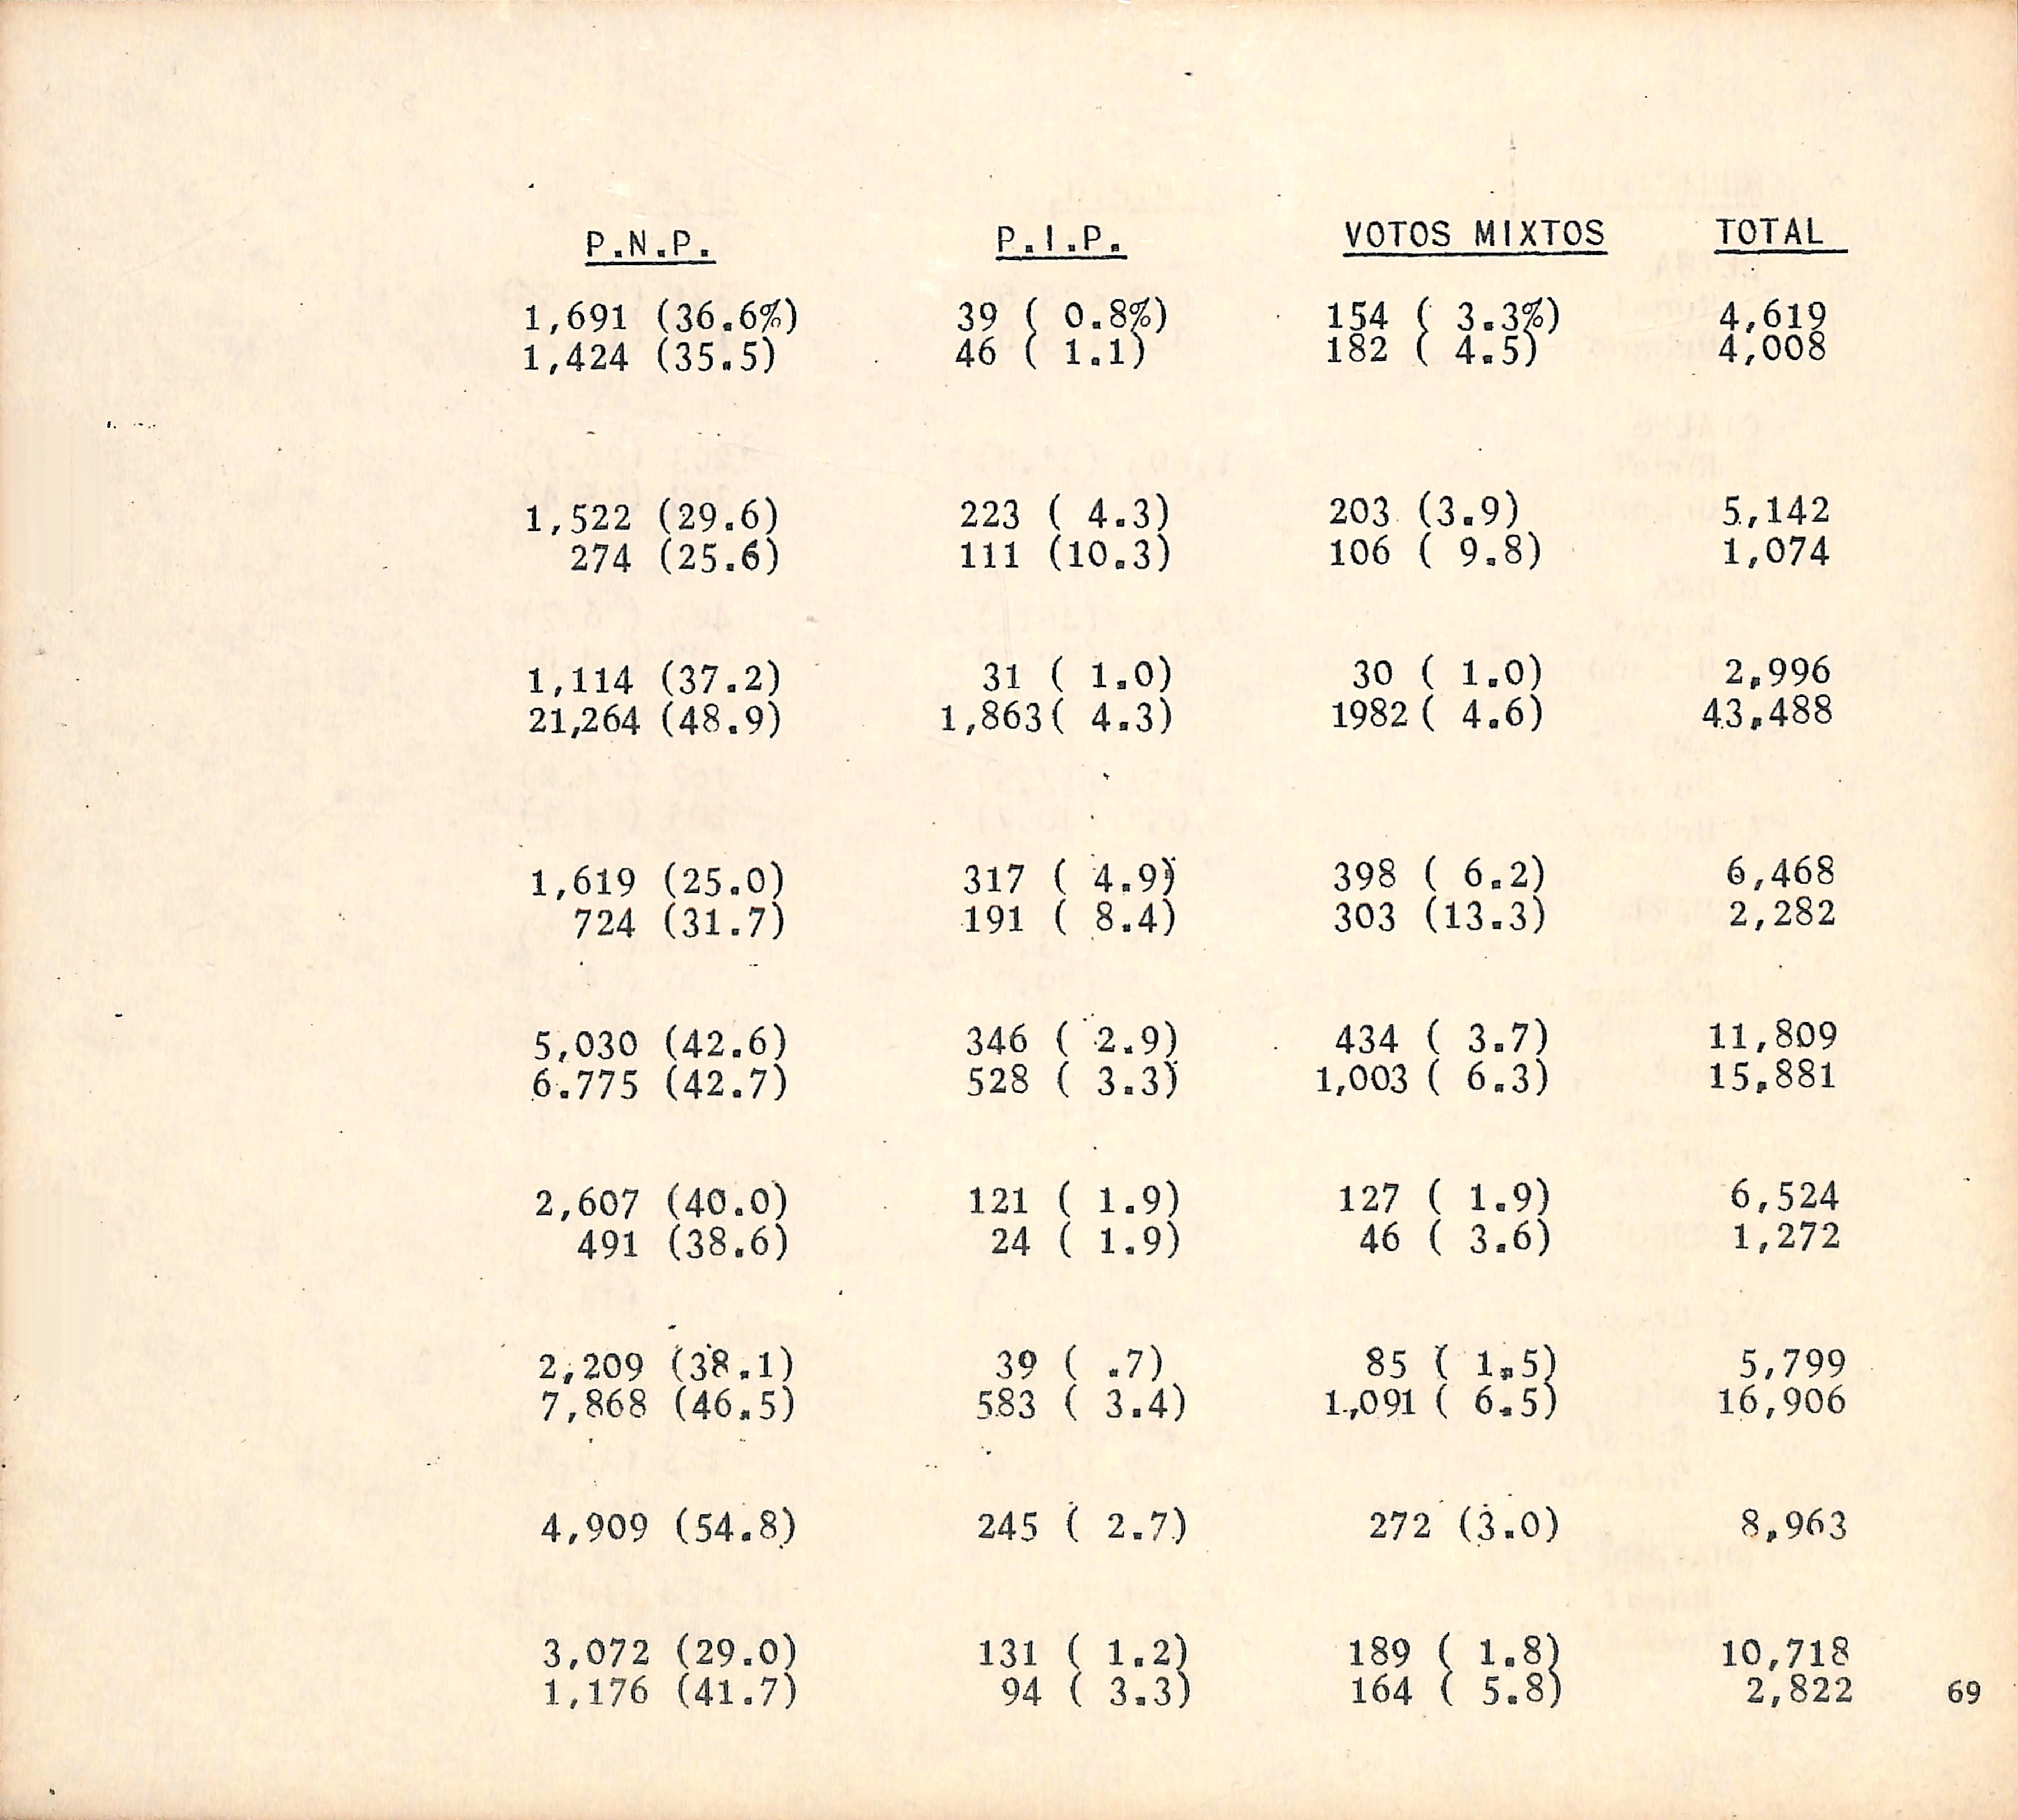 P.N.P. P.I.P. VOTOS MIXTOS TOTAL
1,691 (36.6%) 39 ( 0.8%) 154 ( 3.3%) 4,619
1,424 (35.5) 46 ( 1.1) 182 ( 4.5) 4,008
1,522 (29.6) 223 ( 4.3) 203 (3.9) 5,142
274 (25.6) 111 (10.3) 106 ( 9.8) 1,074
1,114 (37.2) 31 ( 1.0) 30 ( 1.0) 2,996
21,264 (48.9) 1,863( 4.3) 1982( 4.6) 43,488
1,619 (25.0) 317 ( 4.9) 398 ( 6.2) 6,468
724 (31.7) 191 ( 8.4) 303 (13.3) 2,282
5,030 (42.6) 346 ( 2.9) 434 ( 3.7) 11,809
6.775 (42.7) 528 ( 3.3) 1,003 ( 6.3) 15,881
2,607 (40.0) 121 ( 1.9) 127 ( 1.9) 6,524
491 (38.6) 24 ( 1.9) 46 ( 3.6) 1,272
2,209 (38.1) 39 ( .7) 85 ( 1.5) 5,799
7,868 (46.5) 583 ( 3.4) 1,091 ( 6.5) 16,906
4,909 (54.8) 245 ( 2.7) 272 (3.0) 8,963
3,072 (29.0) 131 ( 1.2) 189 ( 1.8) 10,718
1,176 (41.7) 94 ( 3.3) 164 ( 5.8) 2,822 69